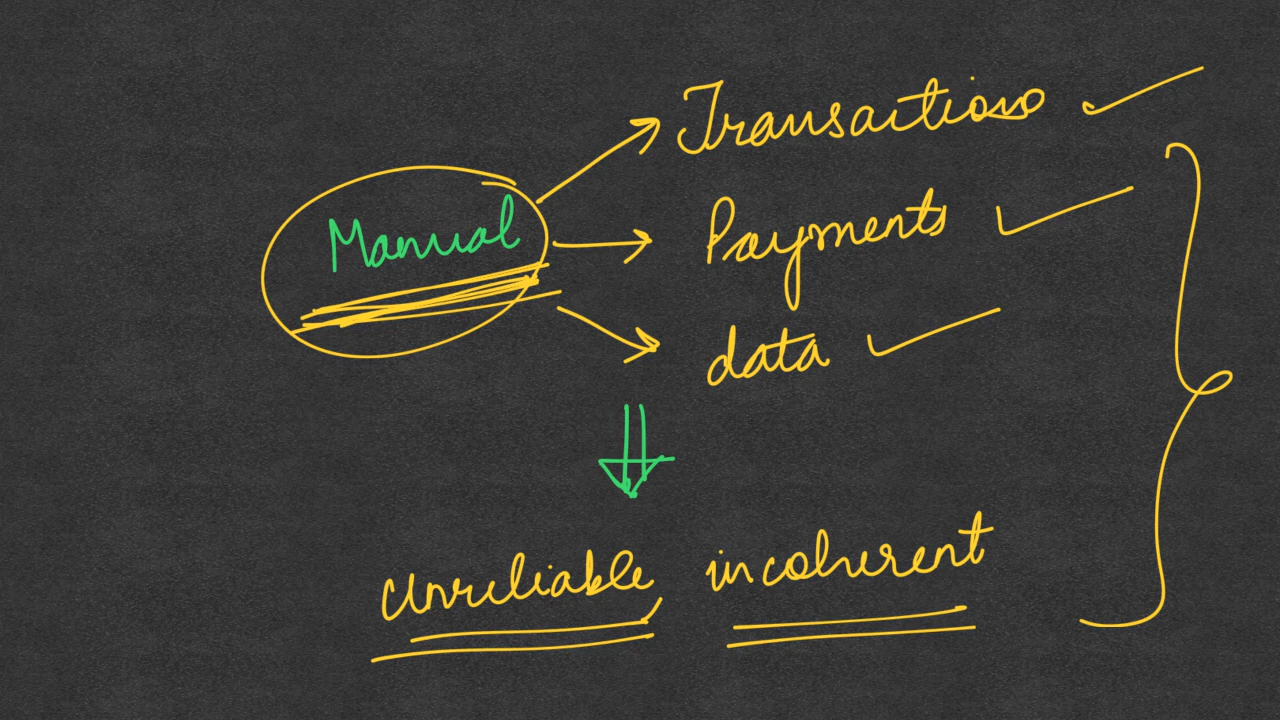 Transactions
Manual
Payments
data
Unreliable, incoherent